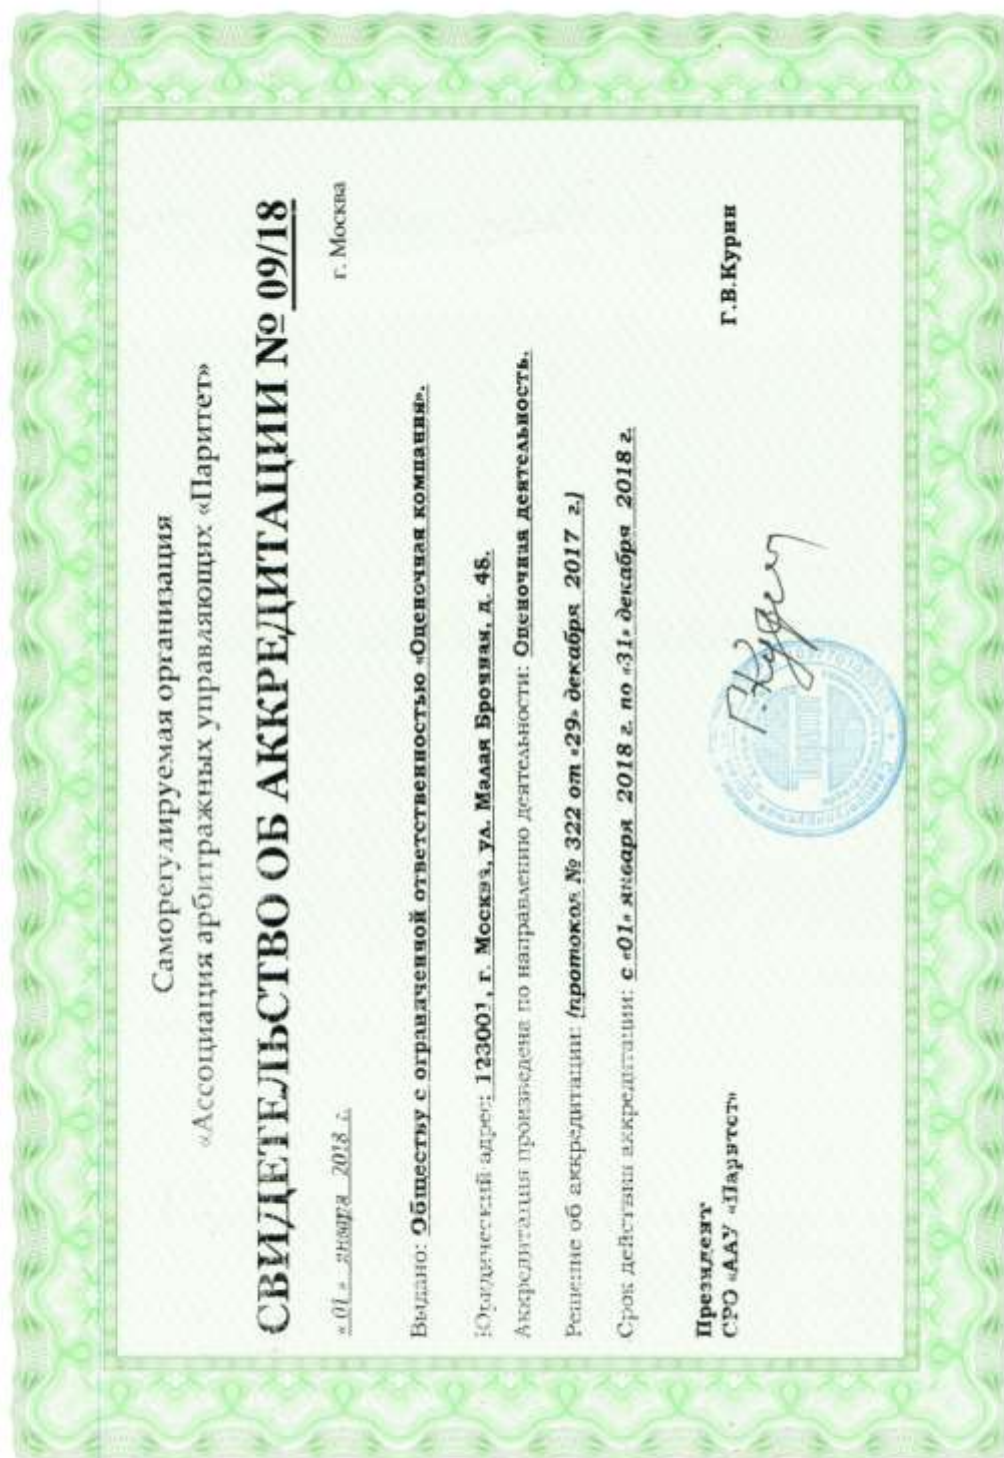 Саморегулируемая организация
«Ассоциация арбитражных управляющих «Паритет»
СВИДЕТЕЛЬСТВО ОБ АККРЕДИТАЦИИ № 09/18
« 01 » января 2018 г. г. Москва
Выдано: Обществу с ограниченной ответственностью «Оценочная компания».
Юридический адрес: 123001, г. Москва, ул. Малая Бронная, д. 48.
Аккредитация произведена по направлению деятельности: Оценочная деятельность.
Решение об аккредитации: (протокол № 322 от «29» декабря 2017 г.)
Срок действия аккредитации: с «01» января 2018 г. по «31» декабря 2018 г.
Президент
СРО «ААУ «Паритет» Г.В.Курин